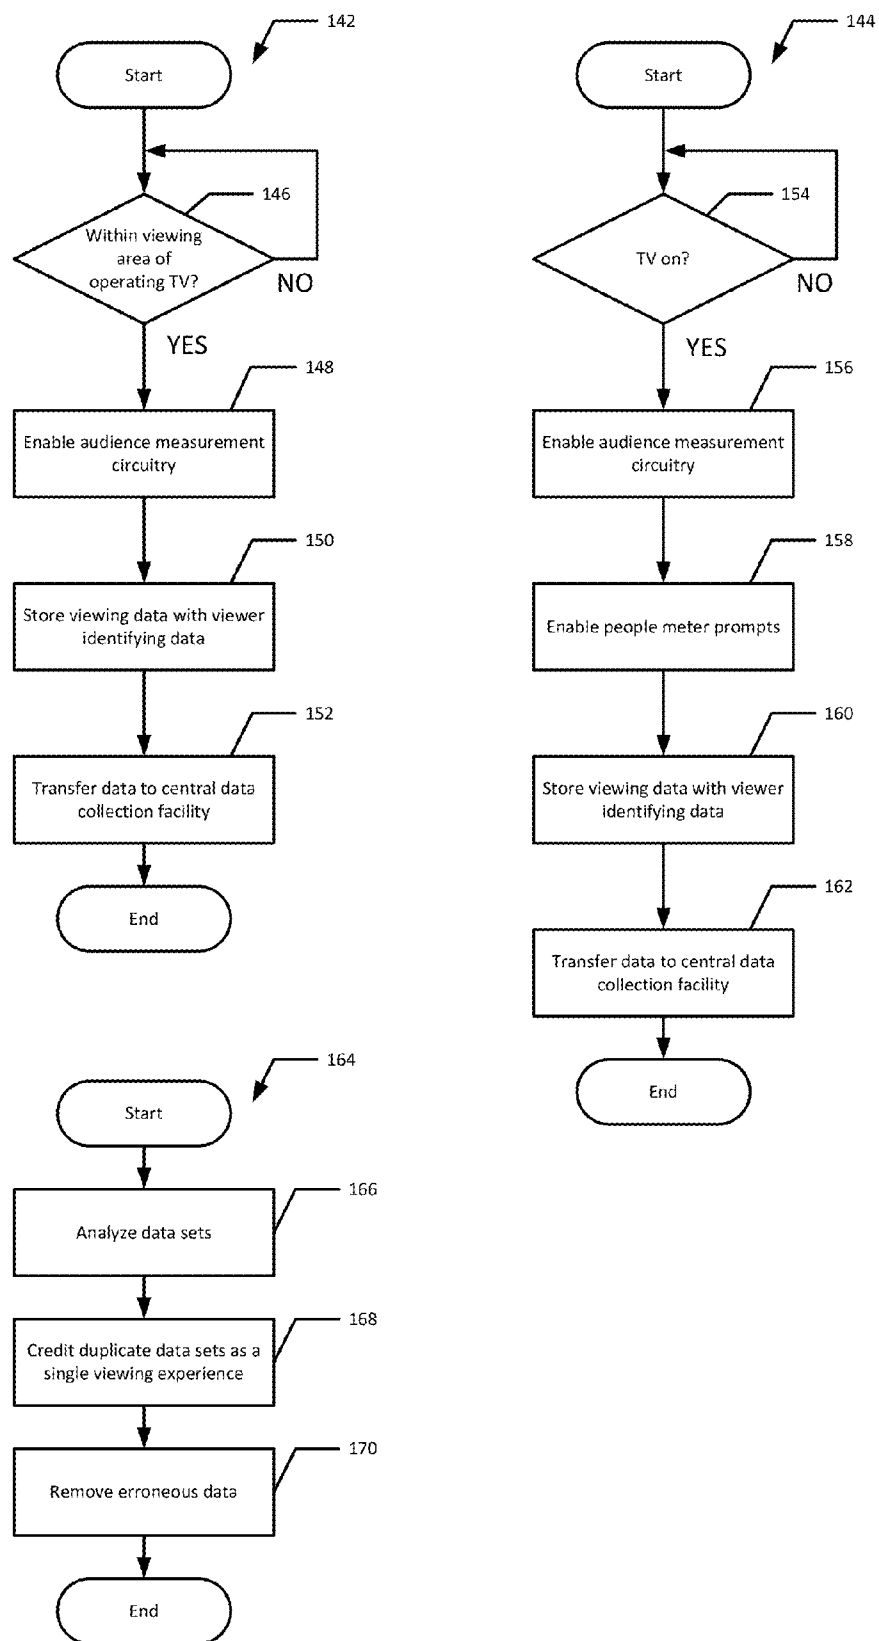 142
Start
146
Within viewing
area of
operating TV?
NO
YES
148
Enable audience measurement
circuitry
150
Store viewing data with viewer
identifying data
152
Transfer data to central data
collection facility
End
144
Start
154
TV on?
NO
YES
156
Enable audience measurement
circuitry
158
Enable people meter prompts
160
Store viewing data with viewer
identifying data
162
Transfer data to central data
collection facility
End
164
Start
166
Analyze data sets
168
Credit duplicate data sets as a
single viewing experience
170
Remove erroneous data
End